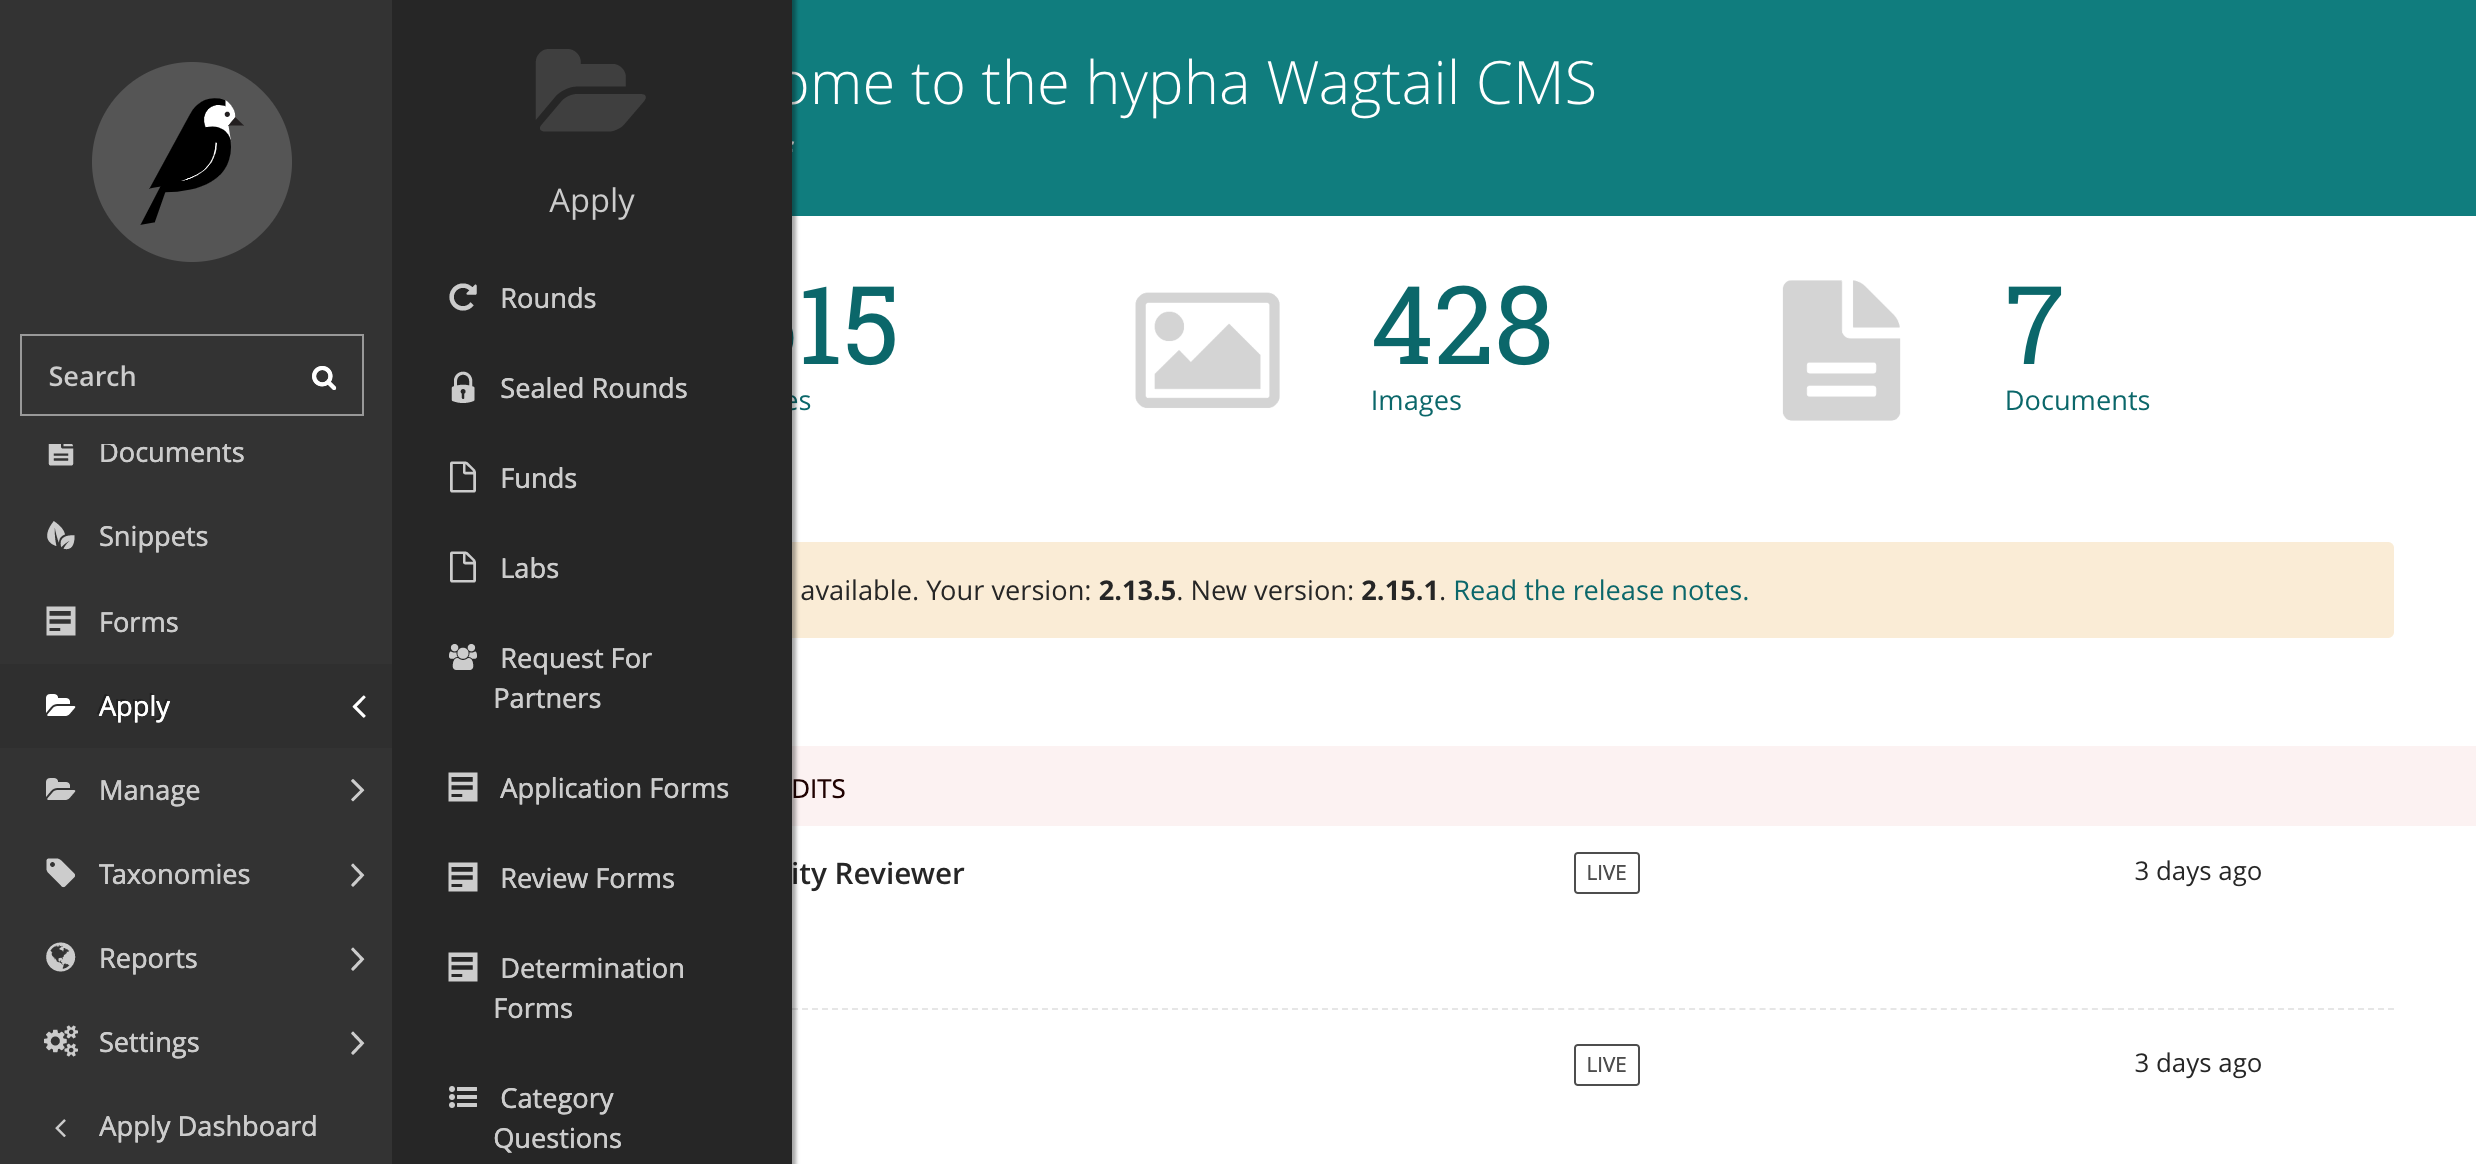 Search
Documents
Snippets
Forms
Apply
Manage
Taxonomies
Reports
Settings
Apply Dashboard
Apply
Rounds
Sealed Rounds
Funds
Labs
Request For
Partners
Application Forms
Review Forms
Determination
Forms
Category
Questions
ome to the hypha Wagtail CMS
15
es
428
Images
7
Documents
available. Your version: 2.13.5. New version: 2.15.1. Read the release notes.
DITS
ity Reviewer
LIVE
3 days ago
LIVE
3 days ago